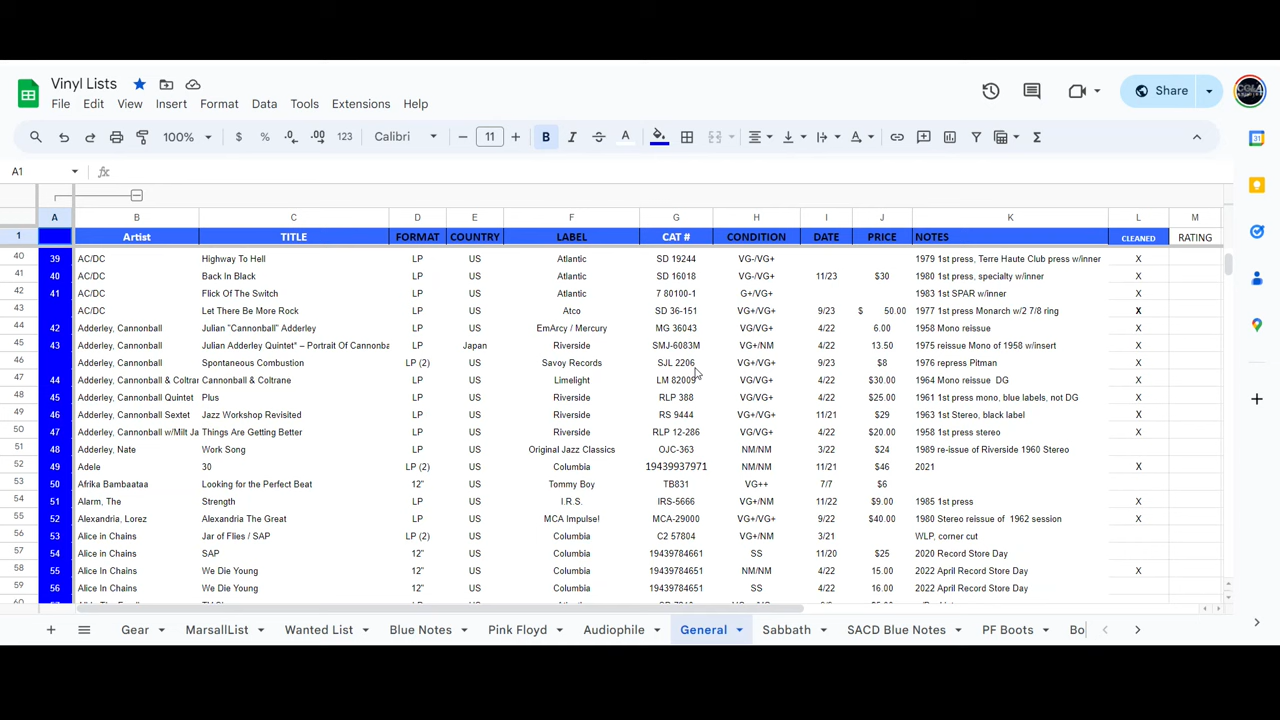 Vinyl Lists
File Edit View Insert Format Data Tools Extensions Help
Share
100% $ % .0 .00 123 Calibri 11 B I S A
A1 fx
A B C D E F G H I J K L M
1 Artist TITLE FORMAT COUNTRY LABEL CAT # CONDITION DATE PRICE NOTES CLEANED RATING
40 39 AC/DC Highway To Hell LP US Atlantic SD 19244 VG-/VG+ 1979 1st press, Terre Haute Club press w/inner X
41 40 AC/DC Back In Black LP US Atlantic SD 16018 VG-/VG+ 11/23 $30 1980 1st press, specialty w/inner X
42 41 AC/DC Flick Of The Switch LP US Atlantic 7 80100-1 G+/VG+ 1983 1st SPAR w/inner X
43 AC/DC Let There Be More Rock LP US Atco SD 36-151 VG+/VG+ 9/23 $ 50.00 1977 1st press Monarch w/2 7/8 ring X
44 42 Adderley, Cannonball Julian "Cannonball" Adderley LP US EmArcy / Mercury MG 36043 VG/VG+ 4/22 6.00 1958 Mono reissue X
45 43 Adderley, Cannonball Julian Adderley Quintet* – Portrait Of Cannonba LP Japan Riverside SMJ-6083M VG+/NM 4/22 13.50 1975 reissue Mono of 1958 w/insert X
46 Adderley, Cannonball Spontaneous Combustion LP (2) US Savoy Records SJL 2206 VG+/VG+ 9/23 $8 1976 repress Pitman X
47 44 Adderley, Cannonball & Coltran Cannonball & Coltrane LP US Limelight LM 82009 VG/VG+ 4/22 $30.00 1964 Mono reissue DG X
48 45 Adderley, Cannonball Quintet Plus LP US Riverside RLP 388 VG/VG+ 4/22 $25.00 1961 1st press mono, blue labels, not DG X
49 46 Adderley, Cannonball Sextet Jazz Workshop Revisited LP US Riverside RS 9444 VG+/VG+ 11/21 $29 1963 1st Stereo, black label X
50 47 Adderley, Cannonball w/Milt Ja Things Are Getting Better LP US Riverside RLP 12-286 VG/VG+ 4/22 $20.00 1958 1st press stereo X
51 48 Adderley, Nate Work Song LP US Original Jazz Classics OJC-363 NM/NM 3/22 $24 1989 re-issue of Riverside 1960 Stereo
52 49 Adele 30 LP (2) US Columbia 19439937971 NM/NM 11/21 $46 2021 X
53 50 Afrika Bambaataa Looking for the Perfect Beat 12" US Tommy Boy TB831 VG++ 7/7 $6
54 51 Alarm, The Strength LP US I.R.S. IRS-5666 VG+/NM 11/22 $9.00 1985 1st press X
55 52 Alexandria, Lorez Alexandria The Great LP US MCA Impulse! MCA-29000 VG+/VG+ 9/22 $40.00 1980 Stereo reissue of 1962 session X
56 53 Alice in Chains Jar of Flies / SAP LP (2) US Columbia C2 57804 VG+/NM 3/21 WLP, corner cut
57 54 Alice in Chains SAP 12" US Columbia 19439784661 SS 11/20 $25 2020 Record Store Day
58 55 Alice In Chains We Die Young 12" US Columbia 19439784651 NM/NM 4/22 15.00 2022 April Record Store Day X
59 56 Alice In Chains We Die Young 12" US Columbia 19439784651 SS 4/22 16.00 2022 April Record Store Day
Gear MarsallList Wanted List Blue Notes Pink Floyd Audiophile General Sabbath SACD Blue Notes PF Boots Bo